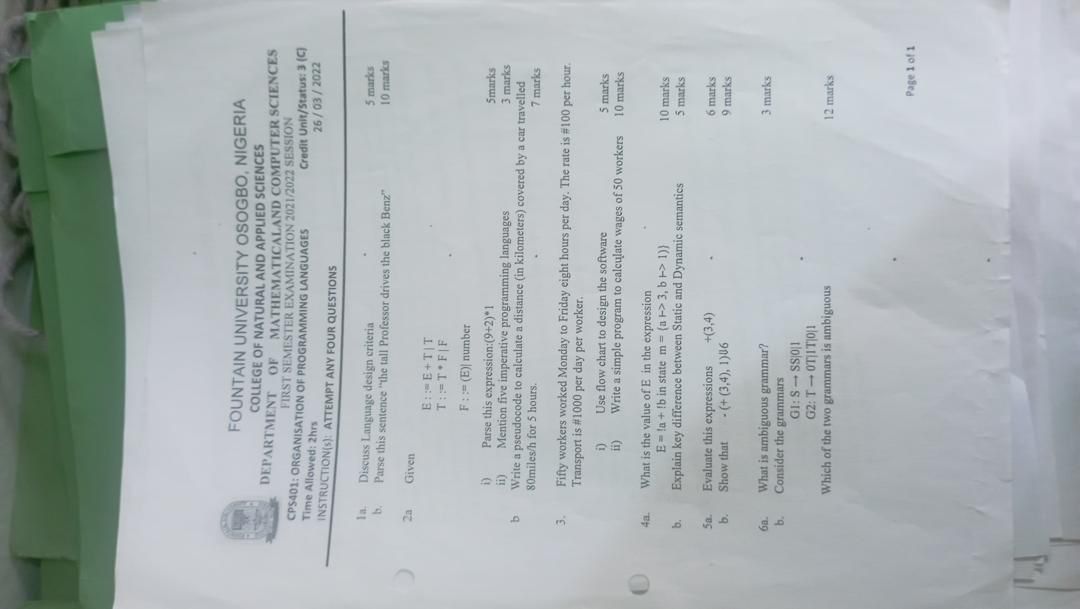 FOUNTAIN UNIVERSITY OSOGBO, NIGERIA
COLLEGE OF NATURAL AND APPLIED SCIENCES
DEPARTMENT OF MATHEMATICALAND COMPUTER SCIENCES
FIRST SEMESTER EXAMINATION 2021/2022 SESSION
CPS401: ORGANISATION OF PROGRAMMING LANGUAGES Credit Unit/Status: 3 (C)
Time Allowed: 2hrs 26 / 03 / 2022
INSTRUCTION(s): ATTEMPT ANY FOUR QUESTIONS
1a. Discuss Language design criteria 5 marks
b. Parse this sentence "the tall Professor drives the black Benz" 10 marks
2a Given
E : := E + T | T
T : := T * F | F
F : := (E)| number
i) Parse this expression:(9+2)*1 5marks
ii) Mention five imperative programming languages 3 marks
b Write a pseudocode to calculate a distance (in kilometers) covered by a car travelled
80miles/h for 5 hours. 7 marks
3. Fifty workers worked Monday to Friday eight hours per day. The rate is #100 per hour.
Transport is #1000 per day per worker.
i) Use flow chart to design the software 5 marks
ii) Write a simple program to calculate wages of 50 workers 10 marks
4a. What is the value of E in the expression
E = !a + !b in state m = {a ↦ 3, b ↦ 1)} 10 marks
b. Explain key difference between Static and Dynamic semantics 5 marks
5a. Evaluate this expressions +(3,4) 6 marks
b. Show that - (+ (3,4), 1) 6 9 marks
6a. What is ambiguous grammar? 3 marks
b. Consider the grammars
G1: S → SS|0|1
G2: T → 0T|1T|0|1
Which of the two grammars is ambiguous 12 marks
Page 1 of 1